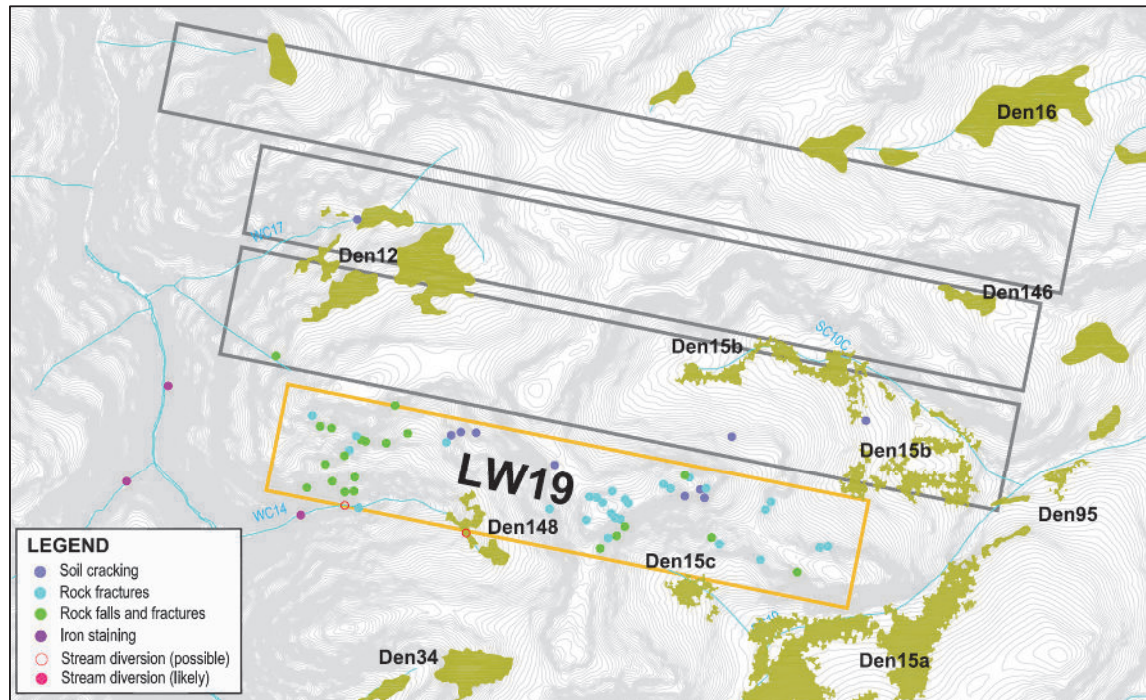 Den16
WC17
Den12
Den146
SC10C
Den15b
Den15b
LW19
WC14
Den148
Den95
Den15c
Den34
Den15a
LEGEND
Soil cracking
Rock fractures
Rock falls and fractures
Iron staining
Stream diversion (possible)
Stream diversion (likely)